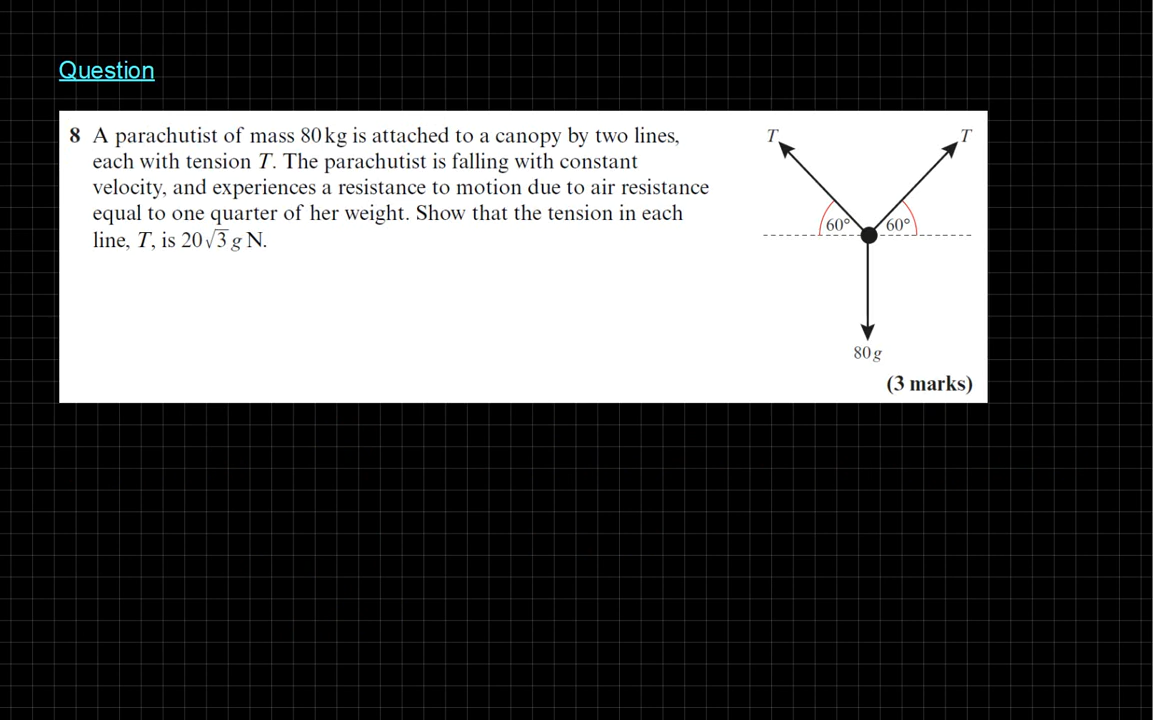 Question
8 A parachutist of mass 80 kg is attached to a canopy by two lines,
each with tension T. The parachutist is falling with constant
velocity, and experiences a resistance to motion due to air resistance
equal to one quarter of her weight. Show that the tension in each
line, T, is 20√3 g N.
T
T
60°
60°
80g
(3 marks)